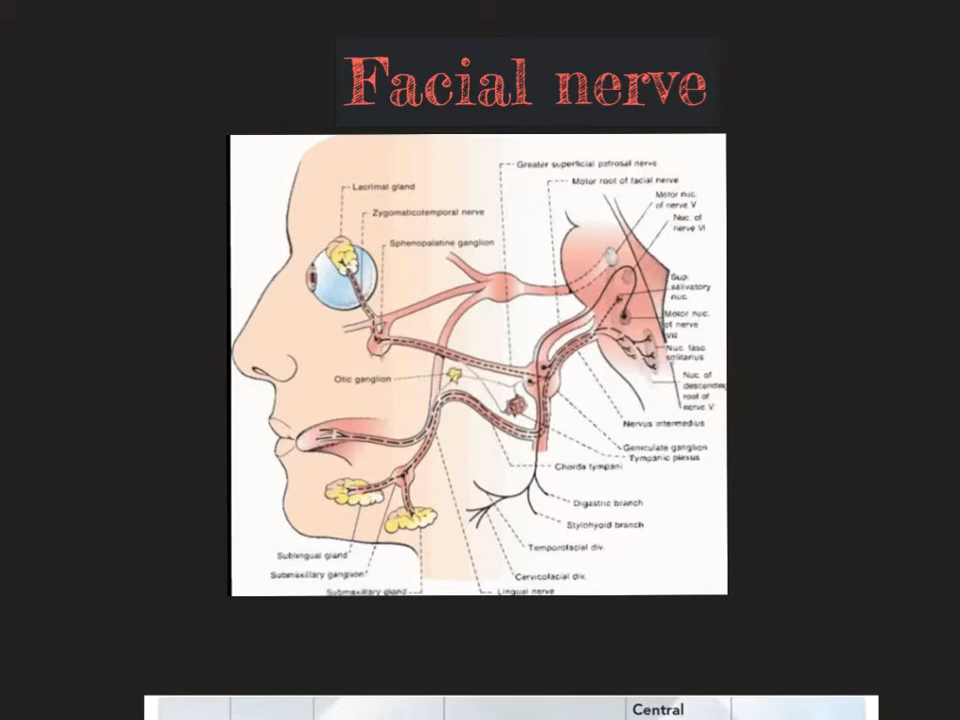 Facial nerve
Greater superficial petrosal nerve
Motor root of facial nerve
Lacrimal gland
Motor nuc.
of nerve V
Zygomaticotemporal nerve
Nuc. of
nerve VI
Sphenopalatine ganglion
Sup.
salivatory
nuc.
Motor nuc.
of nerve
VII
Nuc. fasc.
solitarius
Otic ganglion
Nuc. of
descending
root of
nerve V
Nervus intermedius
Geniculate ganglion
Tympanic plexus
Chorda tympani
Digastric branch
Stylohyoid branch
Temporofacial div.
Sublingual gland
Submaxillary ganglion
Cervicofacial div.
Submaxillary gland
Lingual nerve
Central